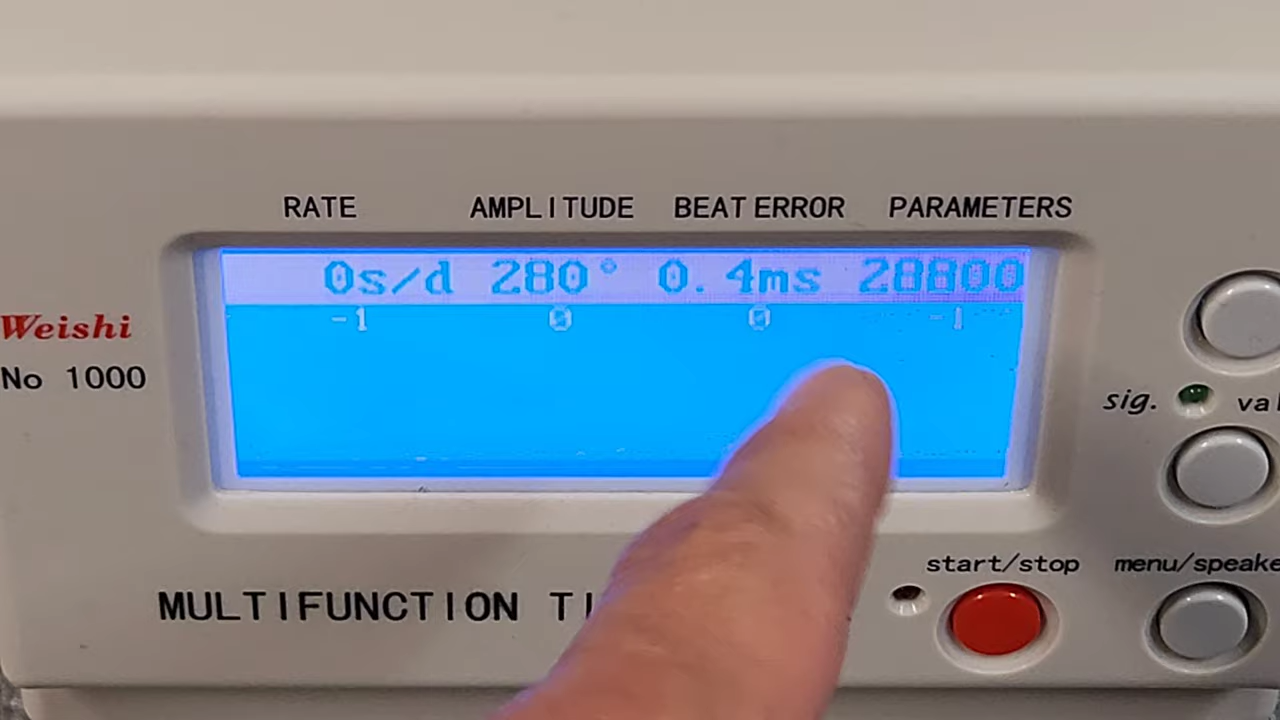 RATE AMPLITUDE BEAT ERROR PARAMETERS
0s/d 280° 0.4ms 28800
-1 0 0 -1
Weishi
No 1000
sig.
start/stop
MULTIFUNCTION